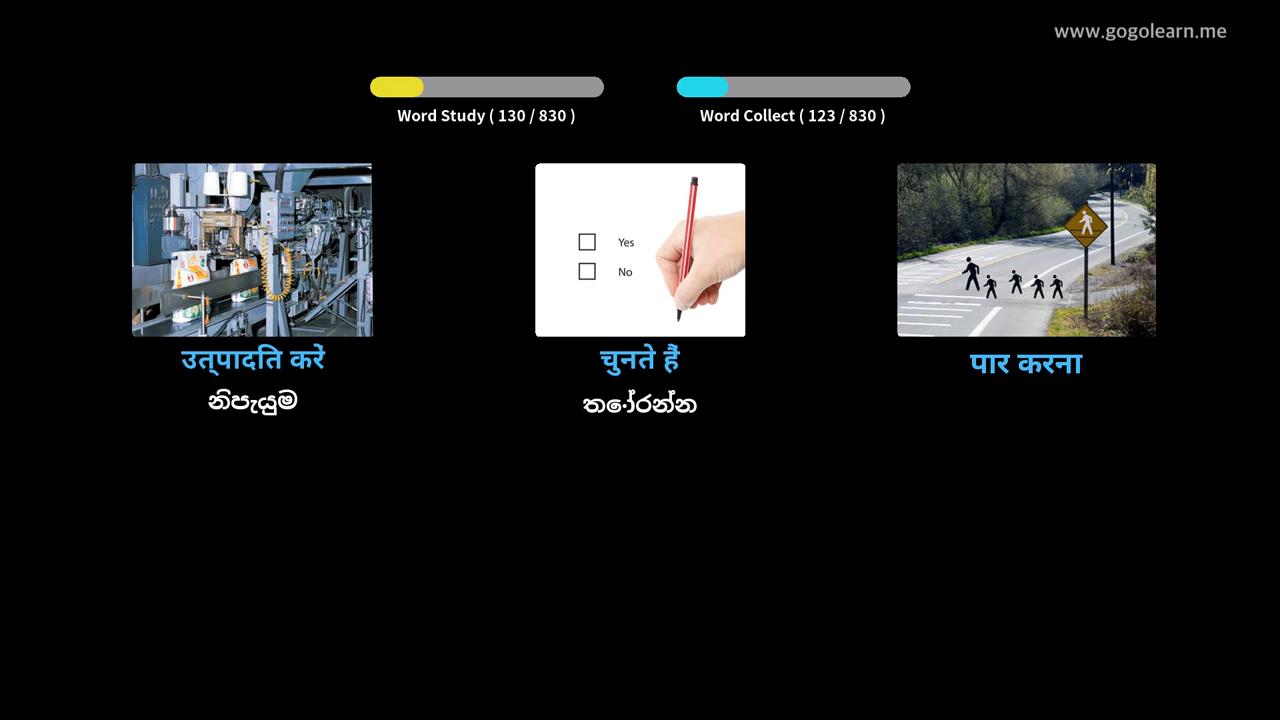 www.gogolearn.me
Word Study ( 130 / 830 )
Word Collect ( 123 / 830 )
Yes
No
उत्पादति करें
චुनते हैं
पार करना
නිපැයුම
තෝරන්න